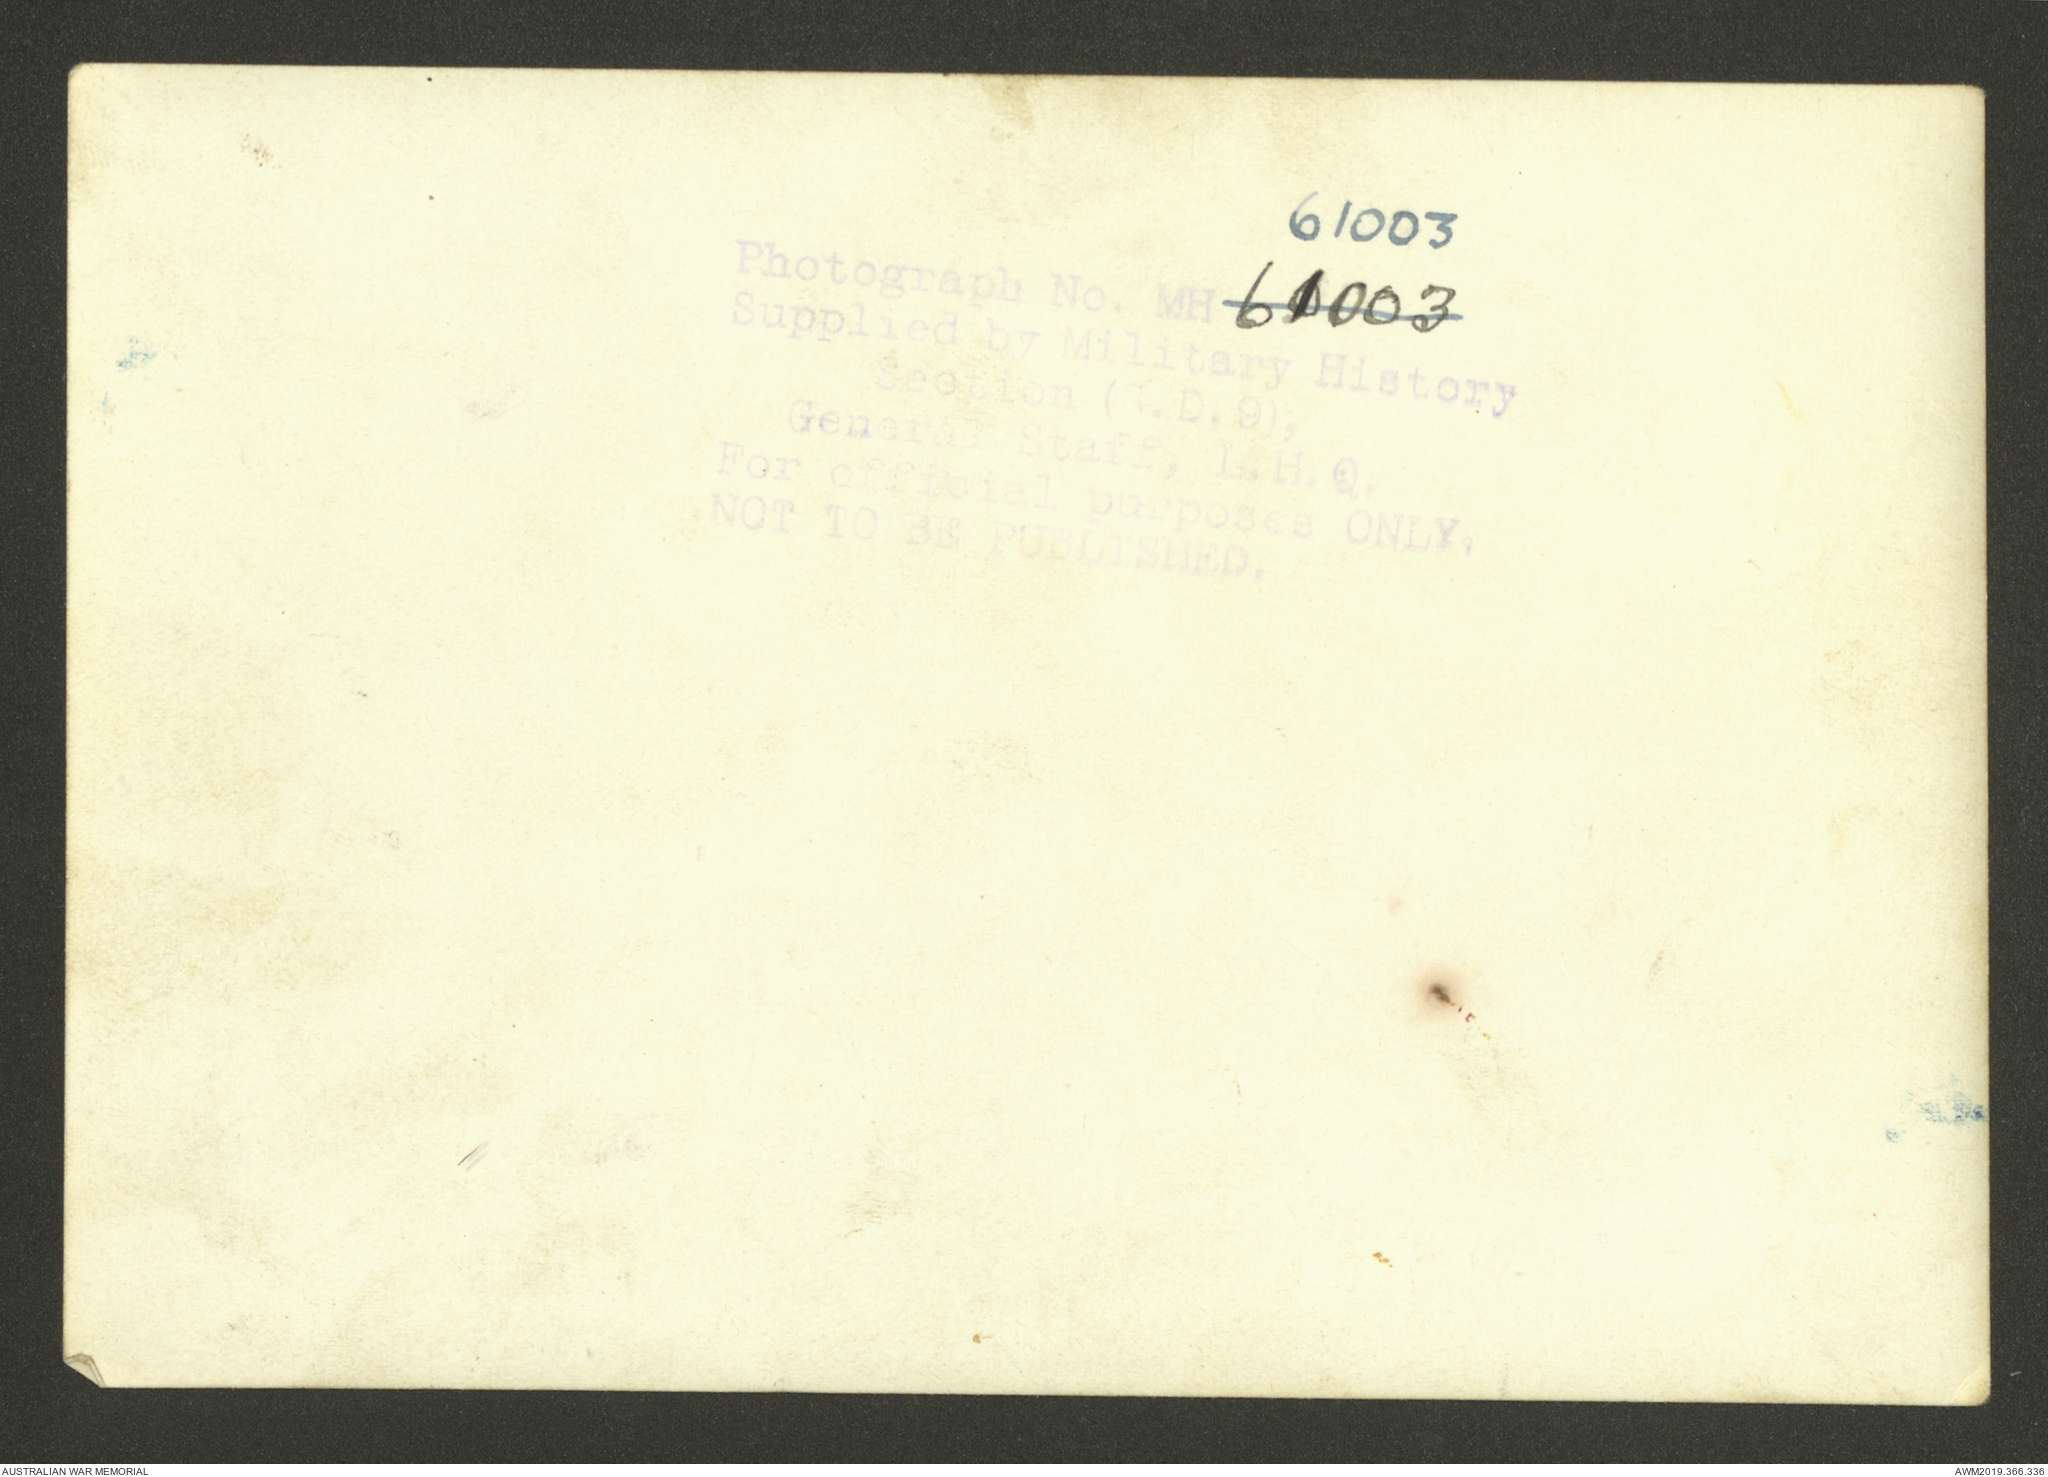 61003
Photograph No. MH 61003
Supplied by Military History
Section (G.D.9),
General Staff, L.H.Q.
For official purposes ONLY.
NOT TO BE PUBLISHED.
AUSTRALIAN WAR MEMORIAL
AWM2019.366.336